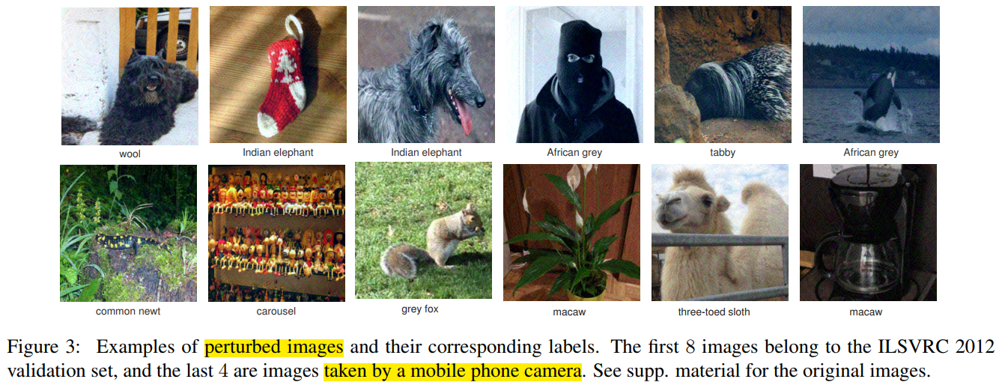 wool
Indian elephant
Indian elephant
African grey
tabby
African grey
common newt
carousel
grey fox
macaw
three-toed sloth
macaw
Figure 3: Examples of perturbed images and their corresponding labels. The first 8 images belong to the ILSVRC 2012
validation set, and the last 4 are images taken by a mobile phone camera. See supp. material for the original images.